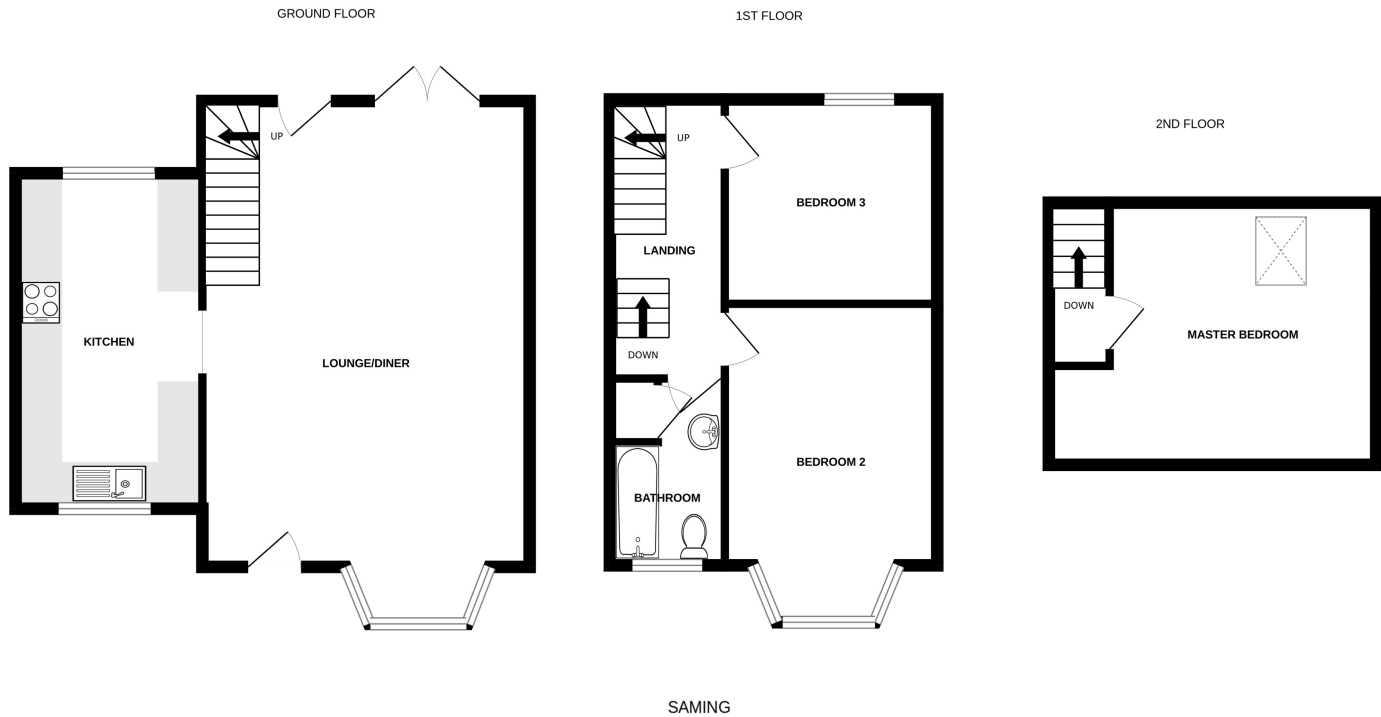 GROUND FLOOR
1ST FLOOR
2ND FLOOR
UP
KITCHEN
LOUNGE/DINER
UP
LANDING
DOWN
BEDROOM 3
BEDROOM 2
BATHROOM
DOWN
MASTER BEDROOM
SAMING